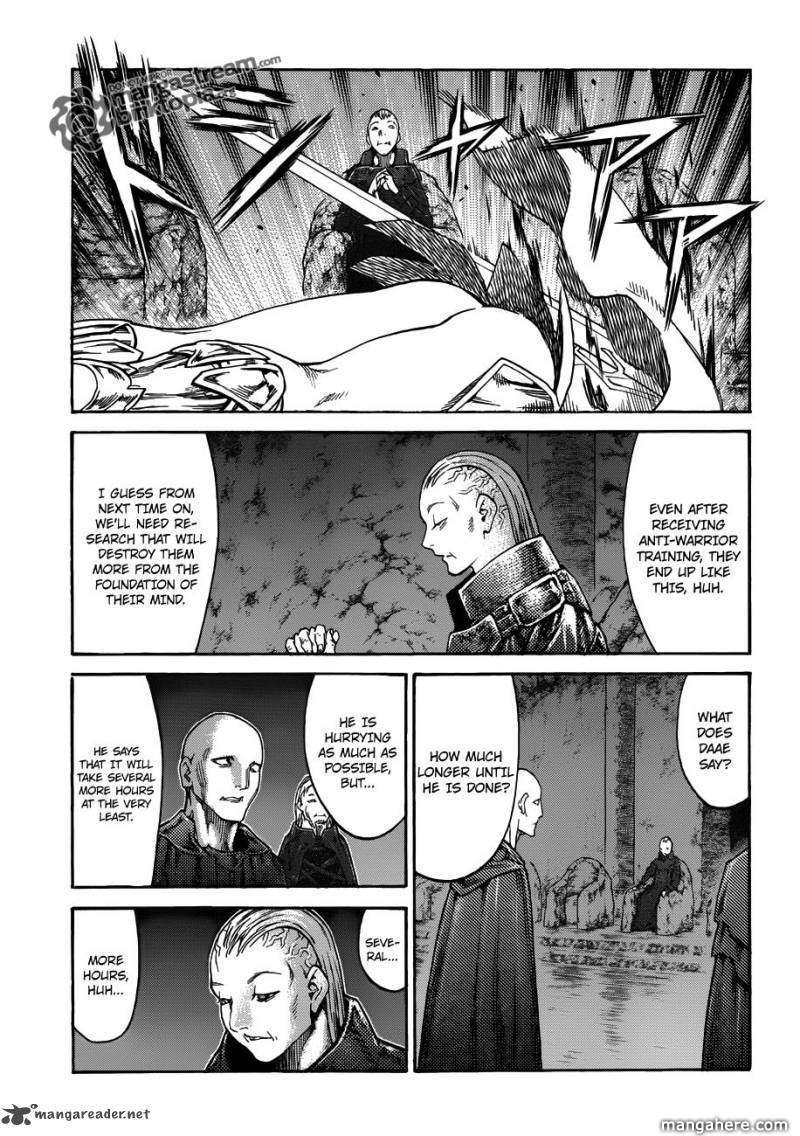 mangastream.com
ドドァァァ
EVEN AFTER
RECEIVING
ANTI-WARRIOR
TRAINING, THEY
END UP LIKE
THIS, HUH.
I GUESS FROM
NEXT TIME ON,
WE'LL NEED RE-
SEARCH THAT WILL
DESTROY THEM
MORE FROM THE
FOUNDATION OF
THEIR MIND.
WHAT
DOES
DAAE
SAY?
HOW MUCH
LONGER UNTIL
HE IS DONE?
HE IS
HURRYING
AS MUCH AS
POSSIBLE,
BUT...
HE SAYS
THAT IT WILL
TAKE SEVERAL
MORE HOURS
AT THE VERY
LEAST.
SEVE-
RAL...
MORE
HOURS,
HUH...
mangareader.net
mangahere.com